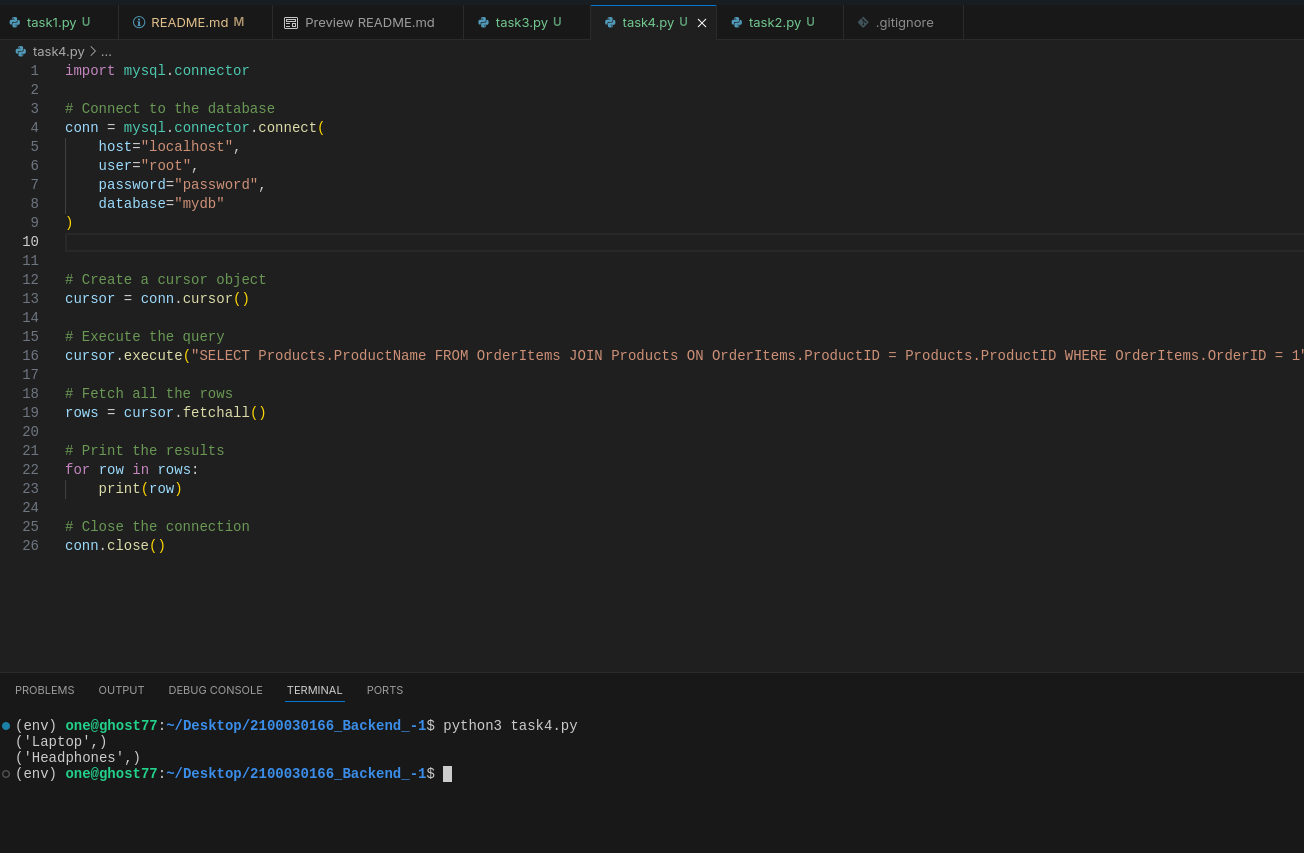 task1.py U README.md M Preview README.md task3.py U task4.py U task2.py U .gitignore
task4.py > ...
1 import mysql.connector
2
3 # Connect to the database
4 conn = mysql.connector.connect(
5     host="localhost",
6     user="root",
7     password="password",
8     database="mydb"
9 )
10
11
12 # Create a cursor object
13 cursor = conn.cursor()
14
15 # Execute the query
16 cursor.execute("SELECT Products.ProductName FROM OrderItems JOIN Products ON OrderItems.ProductID = Products.ProductID WHERE OrderItems.OrderID = 1"
17
18 # Fetch all the rows
19 rows = cursor.fetchall()
20
21 # Print the results
22 for row in rows:
23     print(row)
24
25 # Close the connection
26 conn.close()
PROBLEMS OUTPUT DEBUG CONSOLE TERMINAL PORTS
(env) one@ghost77:~/Desktop/2100030166_Backend_-1$ python3 task4.py
('Laptop',)
('Headphones',)
(env) one@ghost77:~/Desktop/2100030166_Backend_-1$